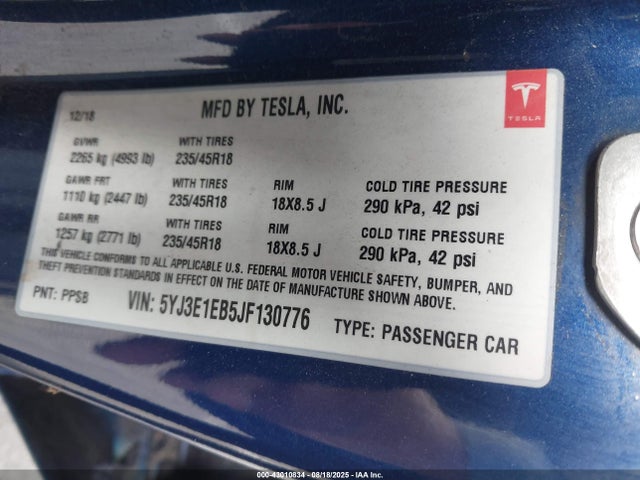 12/18 MFD BY TESLA, INC.
TESLA
GVWR WITH TIRES
2265 kg (4993 lb) 235/45R18
GAWR FRT WITH TIRES RIM COLD TIRE PRESSURE
1110 kg (2447 lb) 235/45R18 18X8.5 J 290 kPa, 42 psi
GAWR RR WITH TIRES RIM COLD TIRE PRESSURE
1257 kg (2771 lb) 235/45R18 18X8.5 J 290 kPa, 42 psi
THIS VEHICLE CONFORMS TO ALL APPLICABLE U.S. FEDERAL MOTOR VEHICLE SAFETY, BUMPER, AND
THEFT PREVENTION STANDARDS IN EFFECT ON THE DATE OF MANUFACTURE SHOWN ABOVE.
PNT: PPSB VIN: 5YJ3E1EB5JF130776 TYPE: PASSENGER CAR
000-43010834 - 08/18/2025 - IAA Inc.